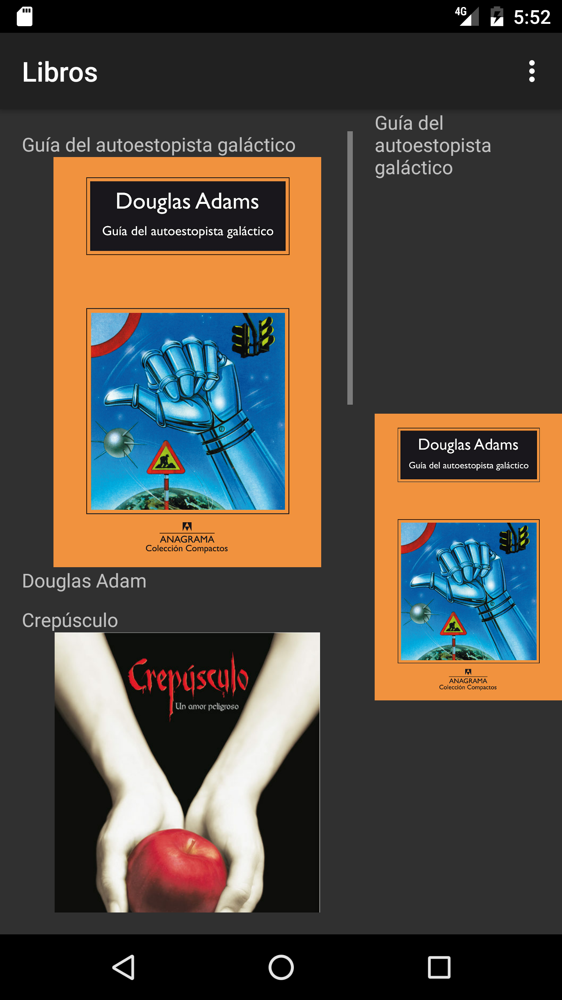 4G
5:52
Libros
Guía del autoestopista galáctico
Douglas Adams
Guía del autoestopista galáctico
ANAGRAMA
Colección Compactos
Douglas Adam
Crepúsculo
Crepúsculo
Un amor peligroso
Guía del
autoestopista
galáctico
Douglas Adams
Guía del autoestopista galáctico
ANAGRAMA
Colección Compactos